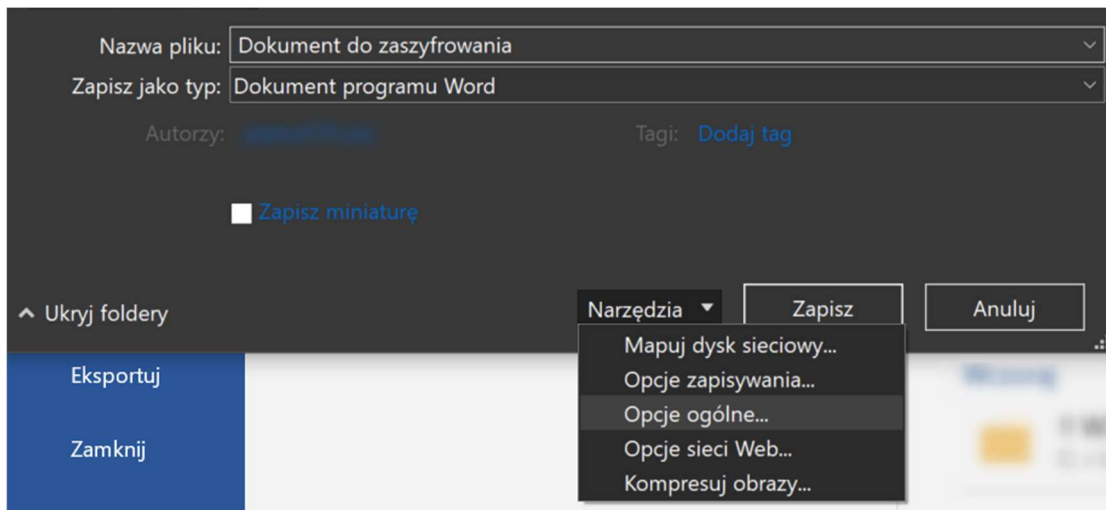 Nazwa pliku: Dokument do zaszyfrowania
Zapisz jako typ: Dokument programu Word
Autorzy: Tagi: Dodaj tag
Zapisz miniaturę
Ukryj foldery Narzędzia Zapisz Anuluj
Mapuj dysk sieciowy...
Eksportuj
Opcje zapisywania...
Opcje ogólne...
Zamknij
Opcje sieci Web...
Kompresuj obrazy...